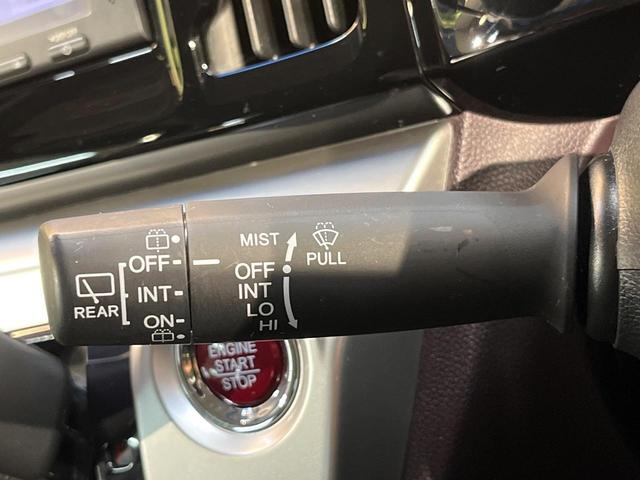 MIST
PULL
OFF
OFF
INT
INT
REAR
LO
ON
HI
ENGINE
START
STOP